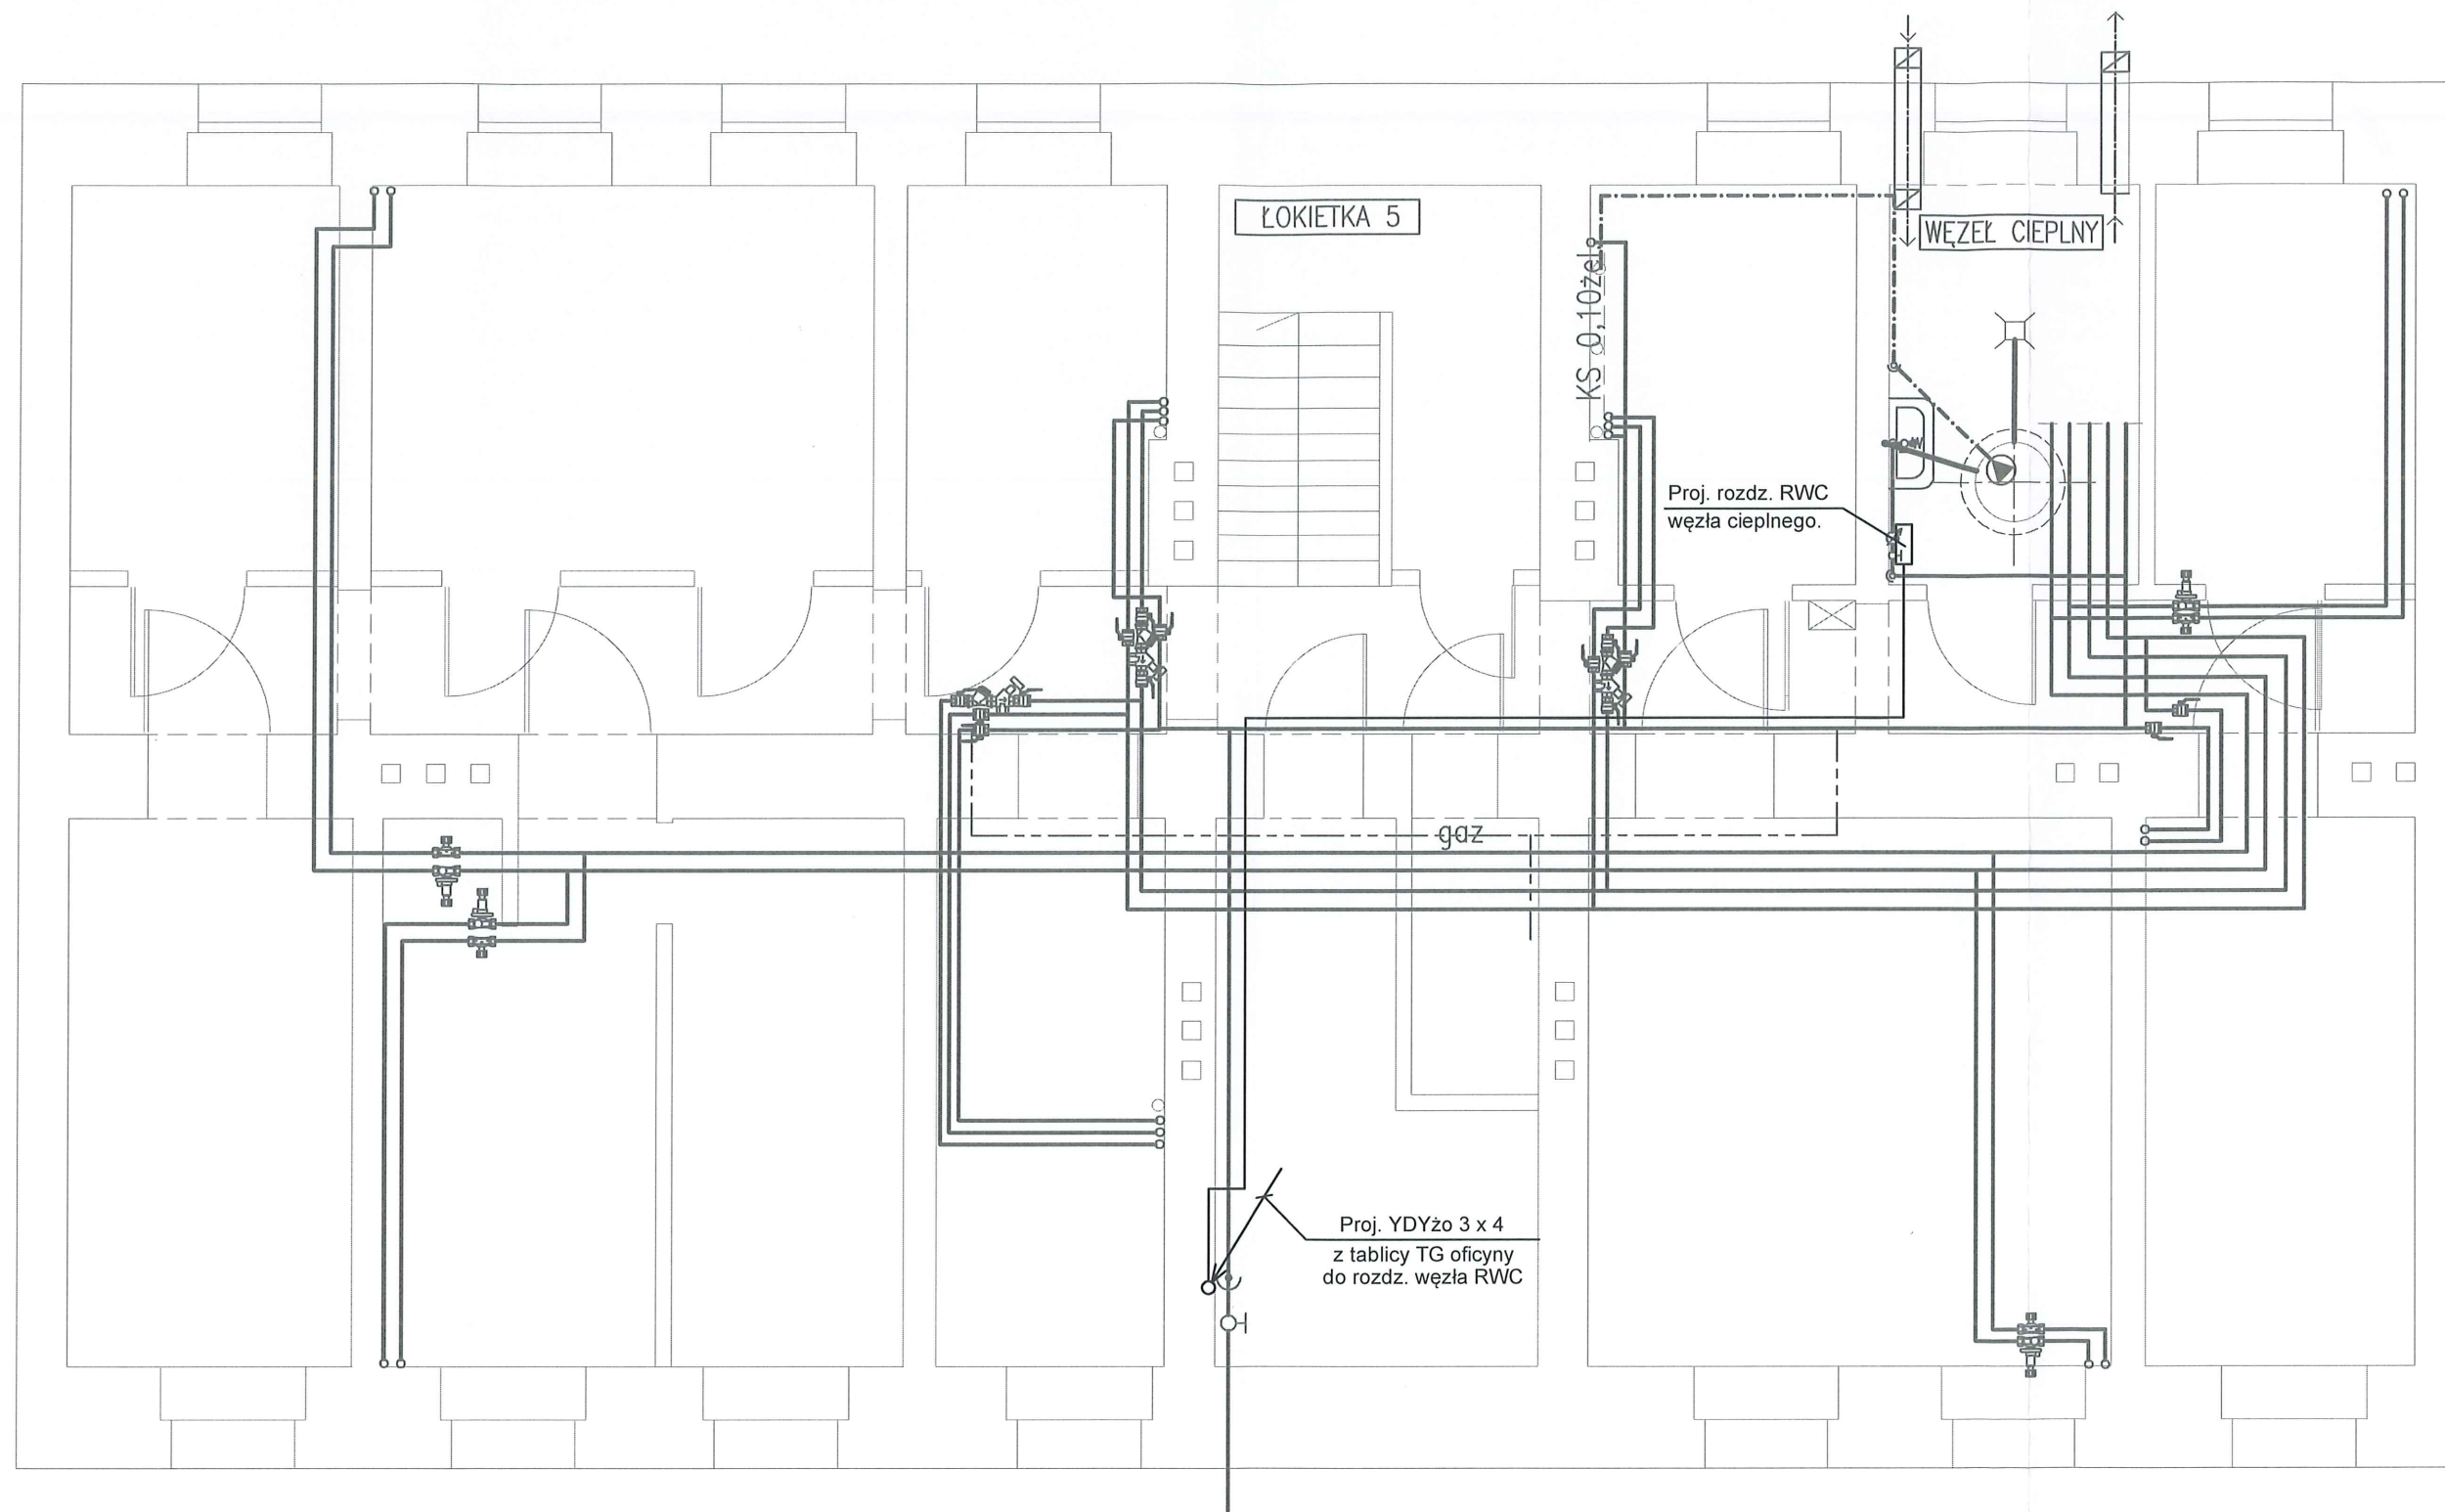 ŁOKIETKA 5
WĘZEŁ CIEPLNY
KS 0,10żel
Proj. rozdz. RWC
węzła cieplnego.
gaz
Proj. YDYżo 3 x 4
z tablicy TG oficyny
do rozdz. węzła RWC